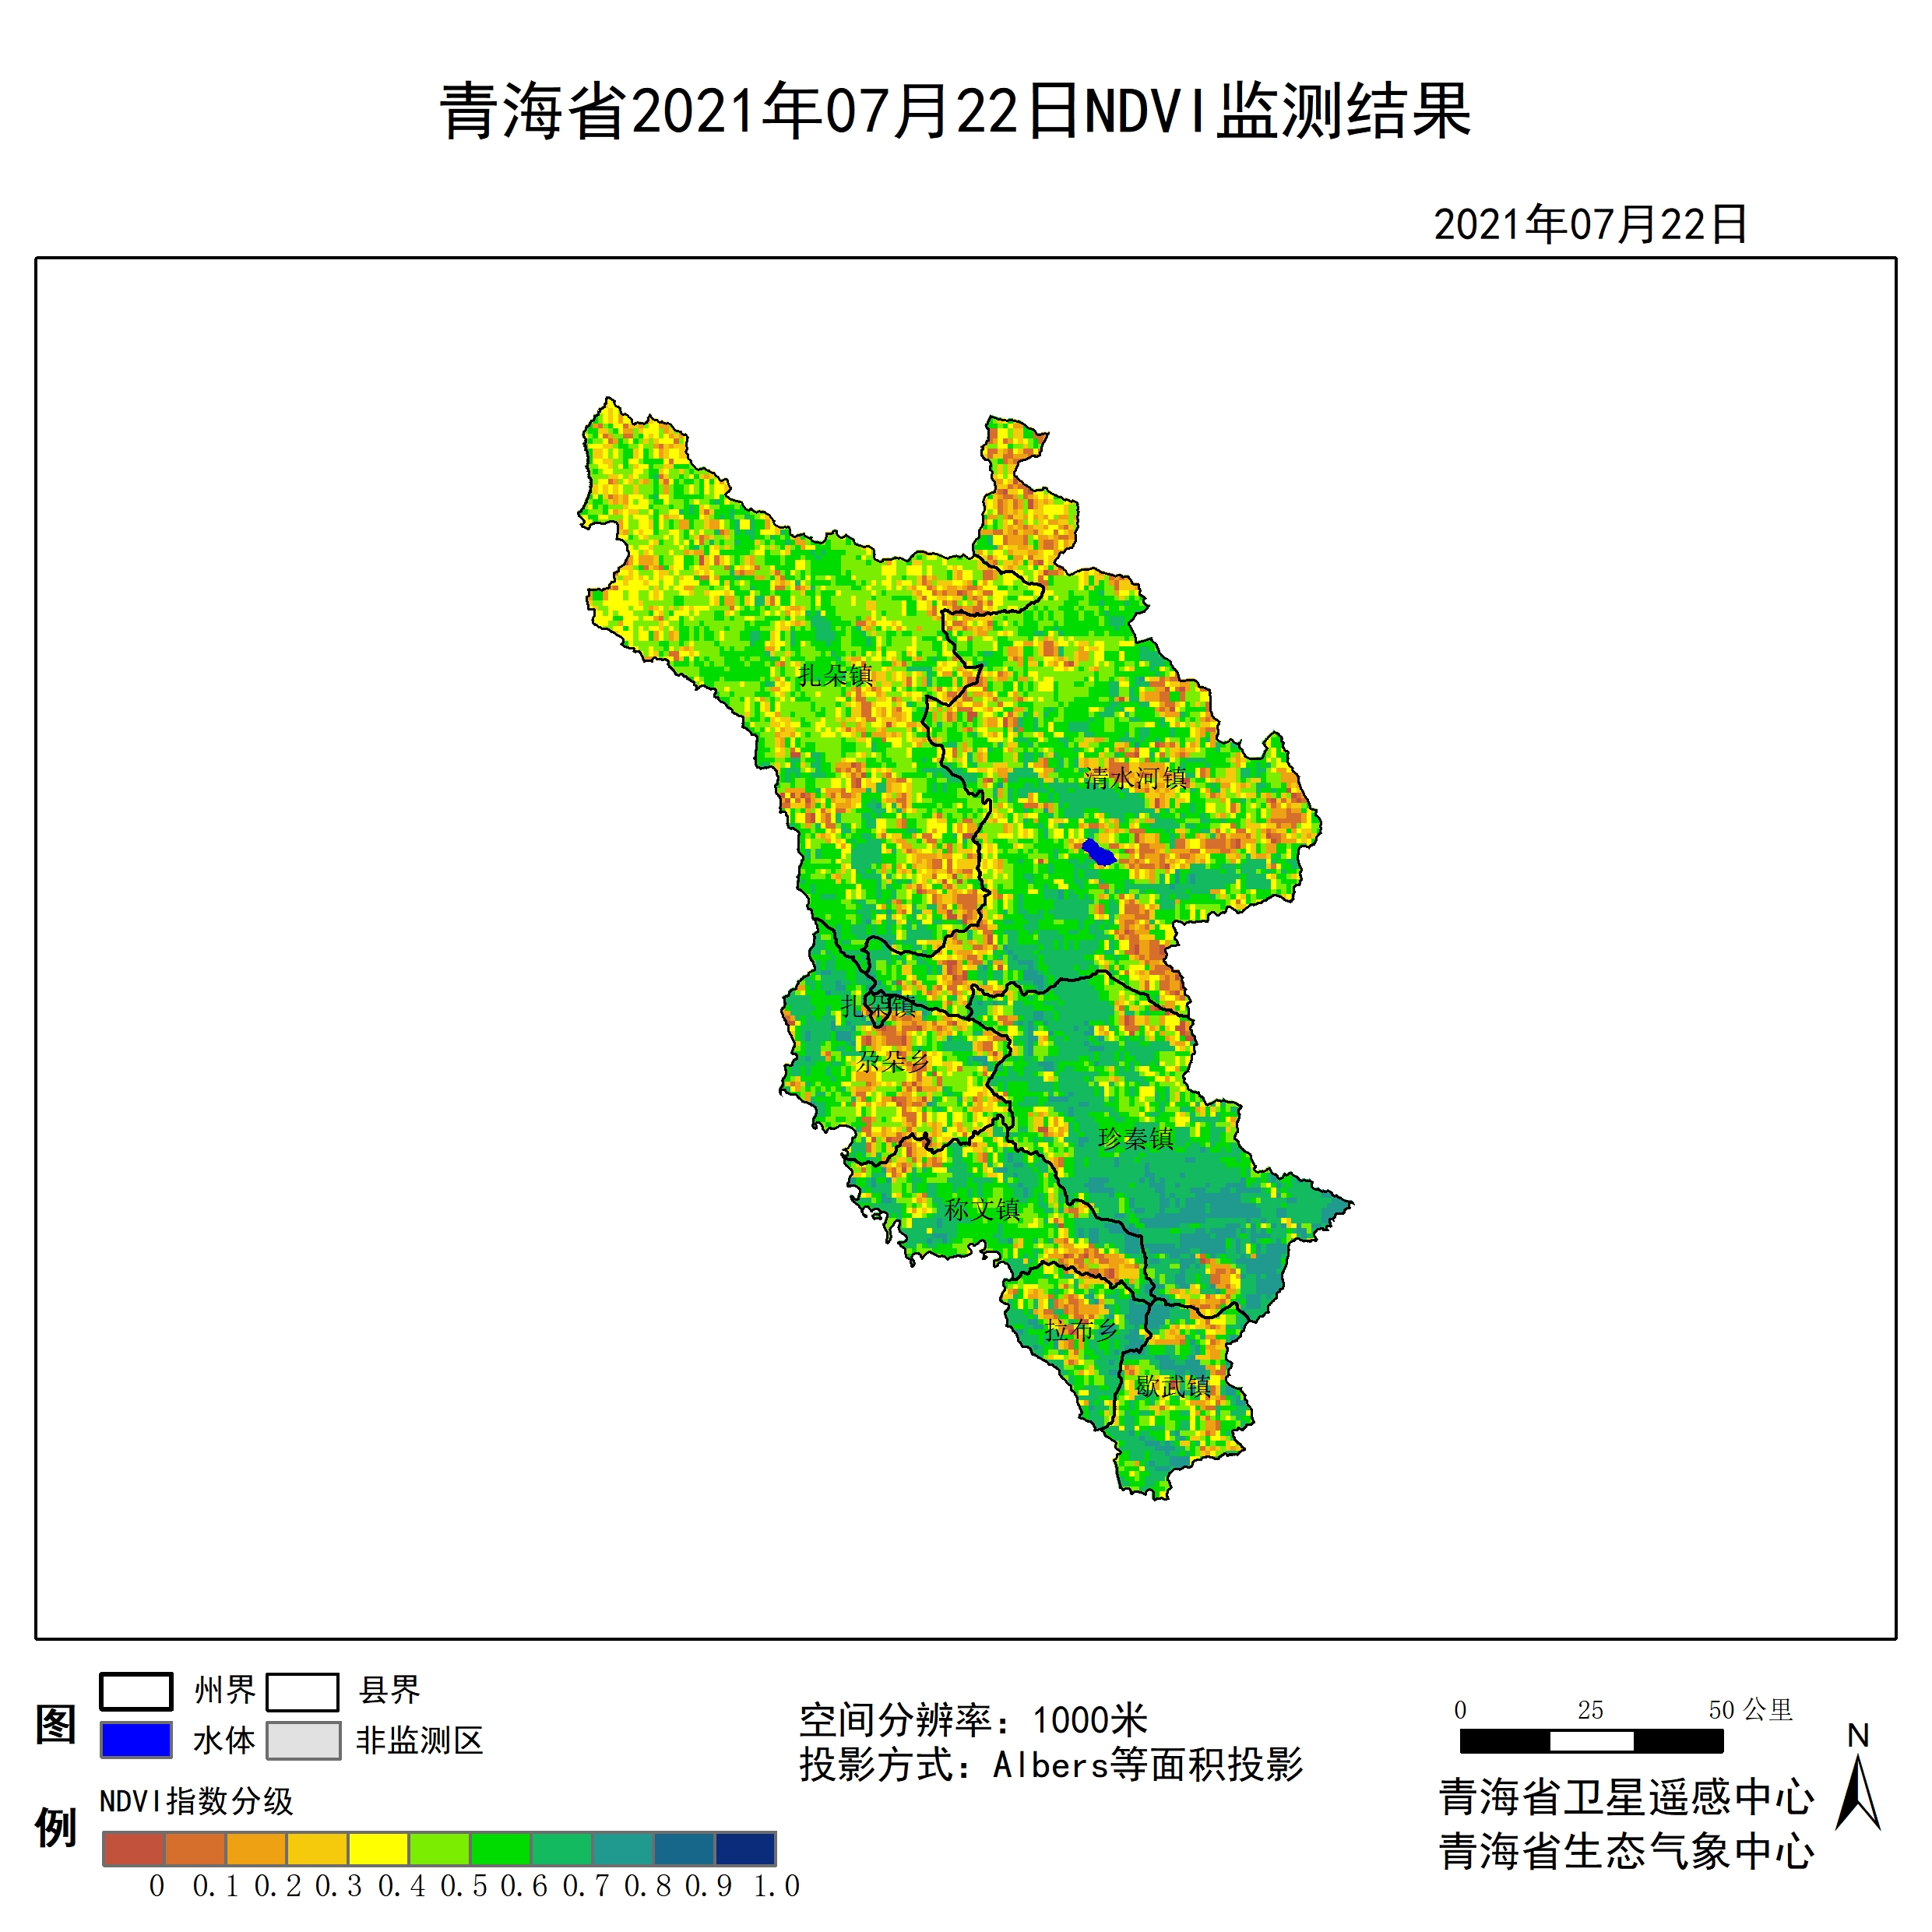 青海省2021年07月22日NDVI监测结果
2021年07月22日
扎朵镇
清水河镇
扎朵镇
尕朵乡
珍秦镇
称文镇
拉布乡
歇武镇
图例
州界 县界
水体 非监测区
NDVI指数分级
0 0.1 0.2 0.3 0.4 0.5 0.6 0.7 0.8 0.9 1.0
空间分辨率：1000米
投影方式：Albers等面积投影
0 25 50 公里
N
青海省卫星遥感中心
青海省生态气象中心